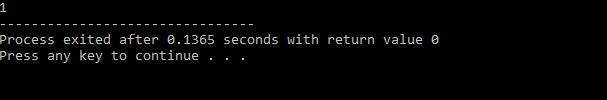 1
--------------------------------
Process exited after 0.1365 seconds with return value 0
Press any key to continue . . .